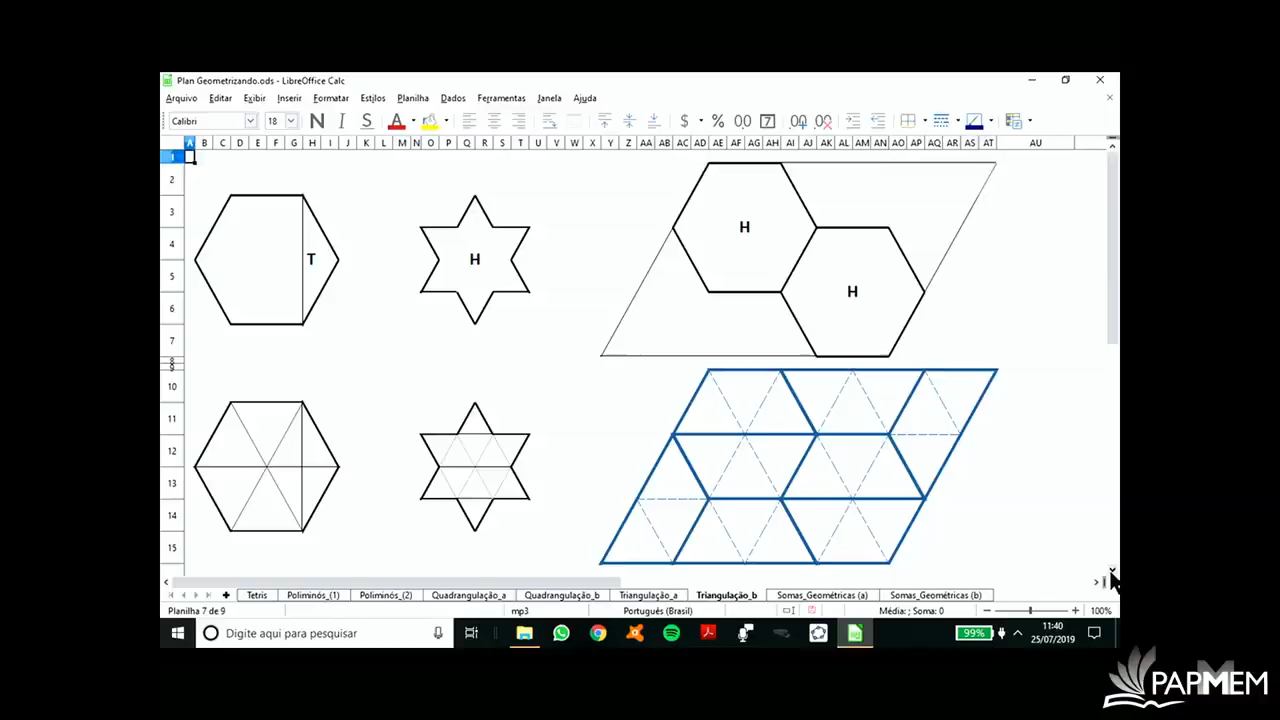 Plan Geometrizando.ods - LibreOffice Calc
Arquivo Editar Exibir Inserir Formatar Estilos Planilha Dados Ferramentas Janela Ajuda
Calibri 18 N I S A $ % 0,0 7 .00 0.0
A B C D E F G H I J K L M N O P Q R S T U V W X Y Z AA AB AC AD AE AF AG AH AI AJ AK AL AM AN AO AP AQ AR AS AT AU
1
2
3
4
5
6
7
8
9
10
11
12
13
14
15
H
T
H
H
Tetris Poliminós_(1) Poliminós_(2) Quadrangulação_a Quadrangulação_b Triangulação_a Triangulação_b Somas_Geométricas (a) Somas_Geométricas (b)
Planilha 7 de 9 mp3 Português (Brasil) Média: ; Soma: 0 100%
Digite aqui para pesquisar 99% 11:40
25/07/2019
PAPMEM